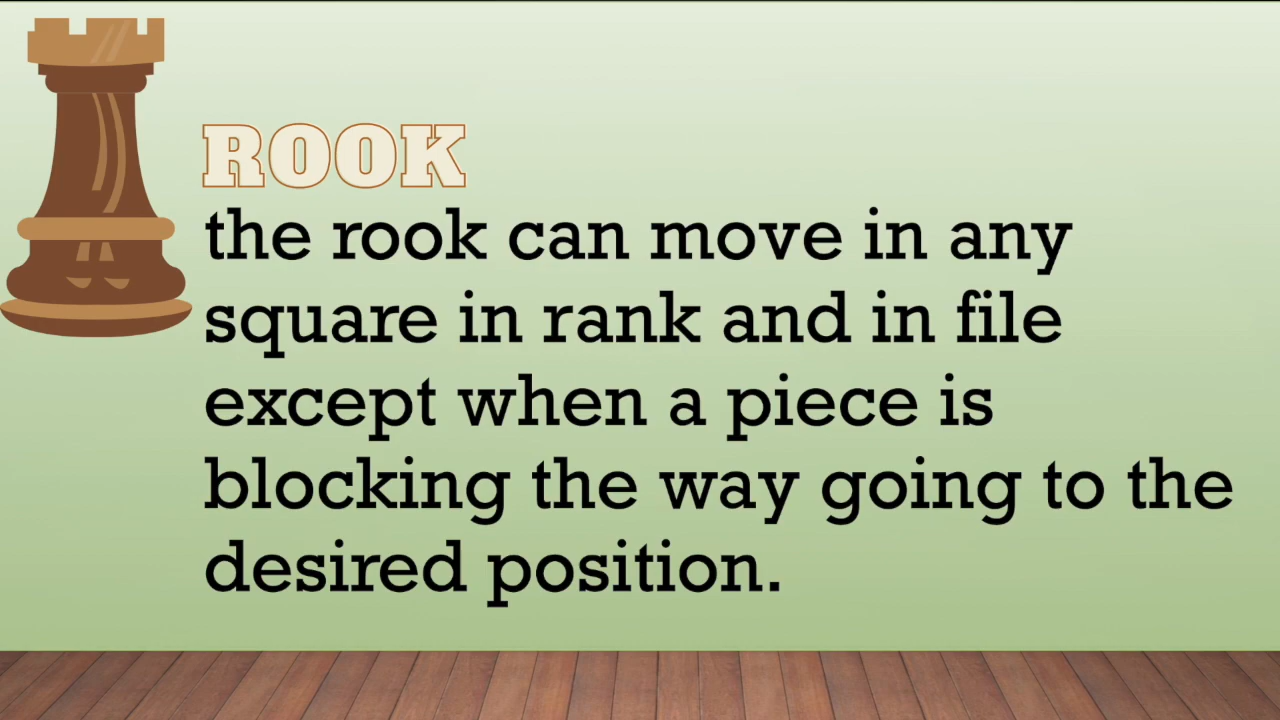 ROOK
the rook can move in any
square in rank and in file
except when a piece is
blocking the way going to the
desired position.